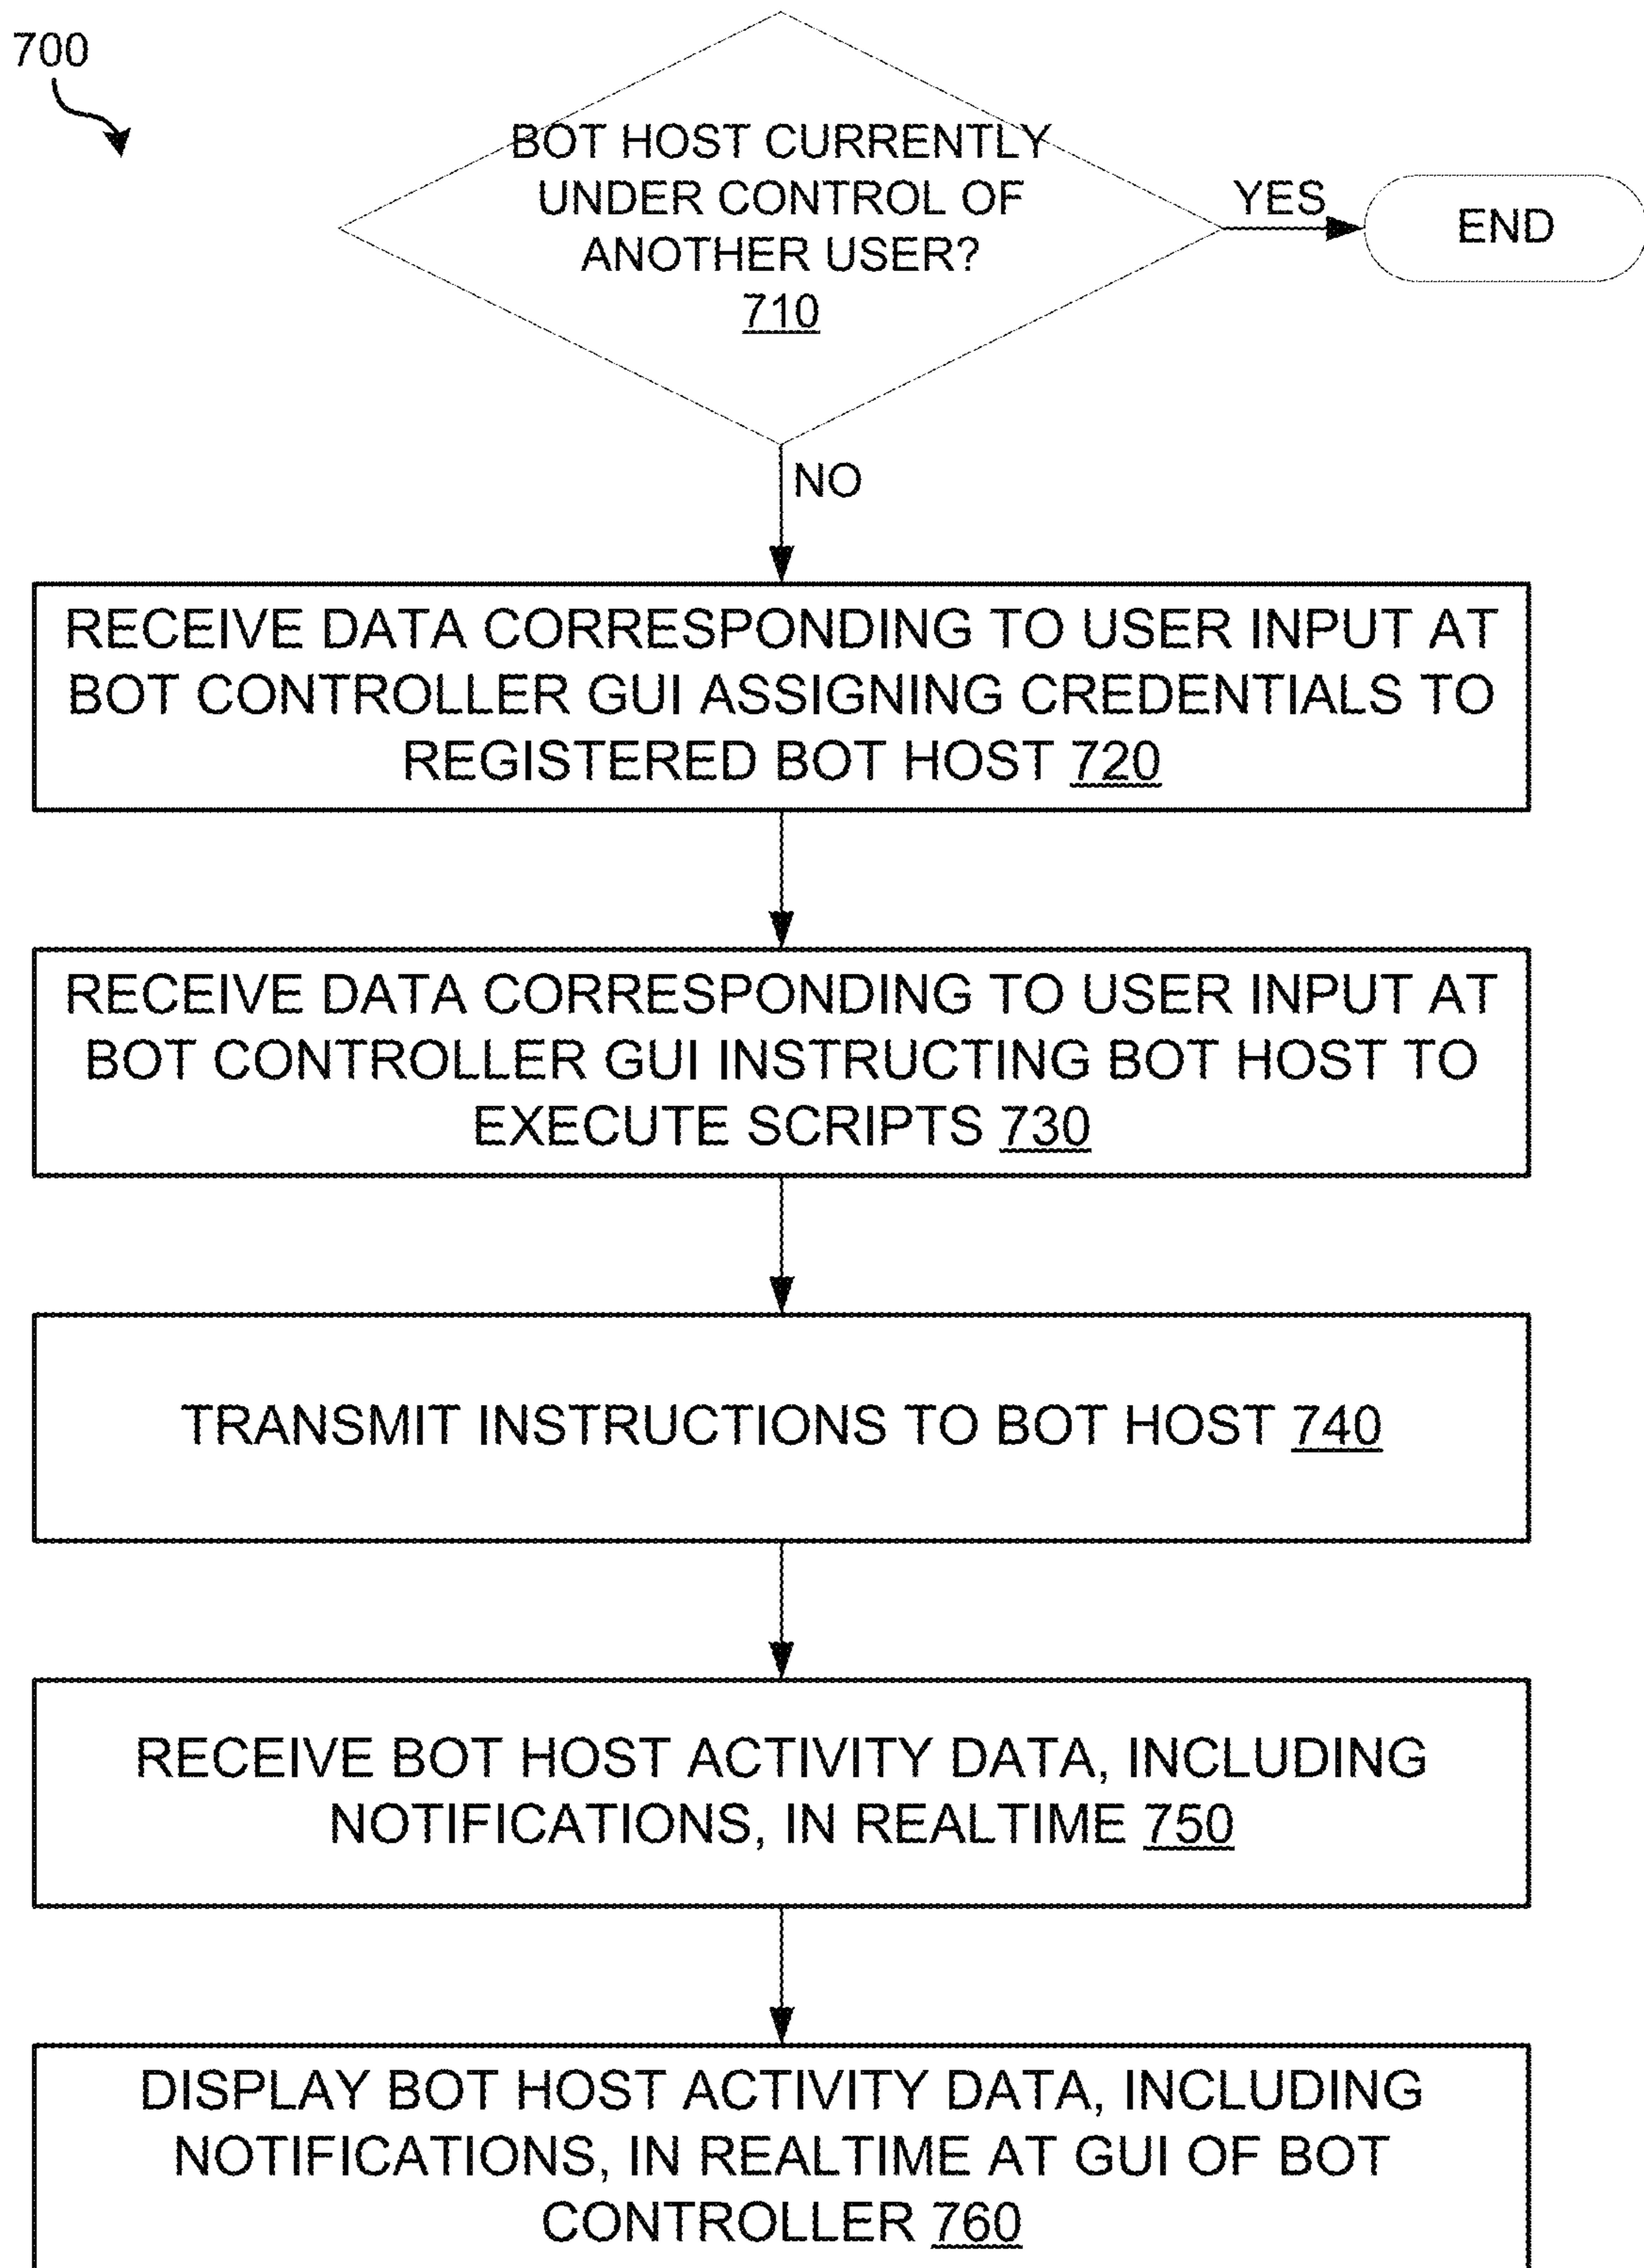 700
BOT HOST CURRENTLY
UNDER CONTROL OF
ANOTHER USER?
710
YES
END
NO
RECEIVE DATA CORRESPONDING TO USER INPUT AT
BOT CONTROLLER GUI ASSIGNING CREDENTIALS TO
REGISTERED BOT HOST 720
RECEIVE DATA CORRESPONDING TO USER INPUT AT
BOT CONTROLLER GUI INSTRUCTING BOT HOST TO
EXECUTE SCRIPTS 730
TRANSMIT INSTRUCTIONS TO BOT HOST 740
RECEIVE BOT HOST ACTIVITY DATA, INCLUDING
NOTIFICATIONS, IN REALTIME 750
DISPLAY BOT HOST ACTIVITY DATA, INCLUDING
NOTIFICATIONS, IN REALTIME AT GUI OF BOT
CONTROLLER 760